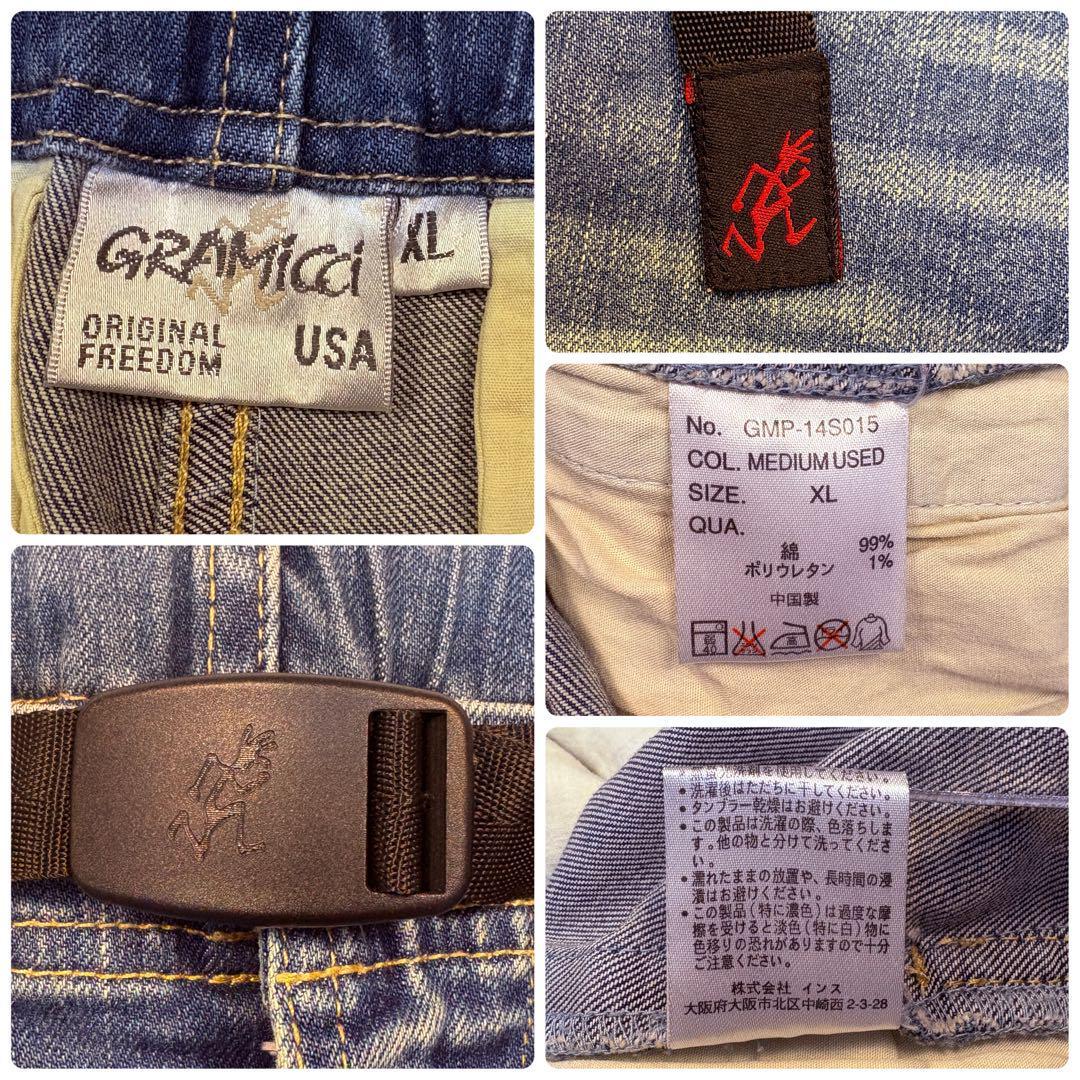 GRAMICCI
XL
ORIGINAL
FREEDOM
USA
No. GMP-14S015
COL. MEDIUM USED
SIZE. XL
QUA.
綿 99%
ポリウレタン 1%
中国製
40
使用してください。
• 洗濯後はただちに干してください。
• タンブラー乾燥はお避けください。
• この製品は洗濯の際、色落ちしま
す。他の物と分けて洗ってくださ
い。
• 濡れたままの放置や、長時間の浸
漬はお避けください。
• この製品(特に濃色)は過度な摩
擦を受けると淡色(特に白)物に
色移りの恐れがありますので十分
ご注意ください。
株式会社 インス
大阪府大阪市北区中崎西2-3-28